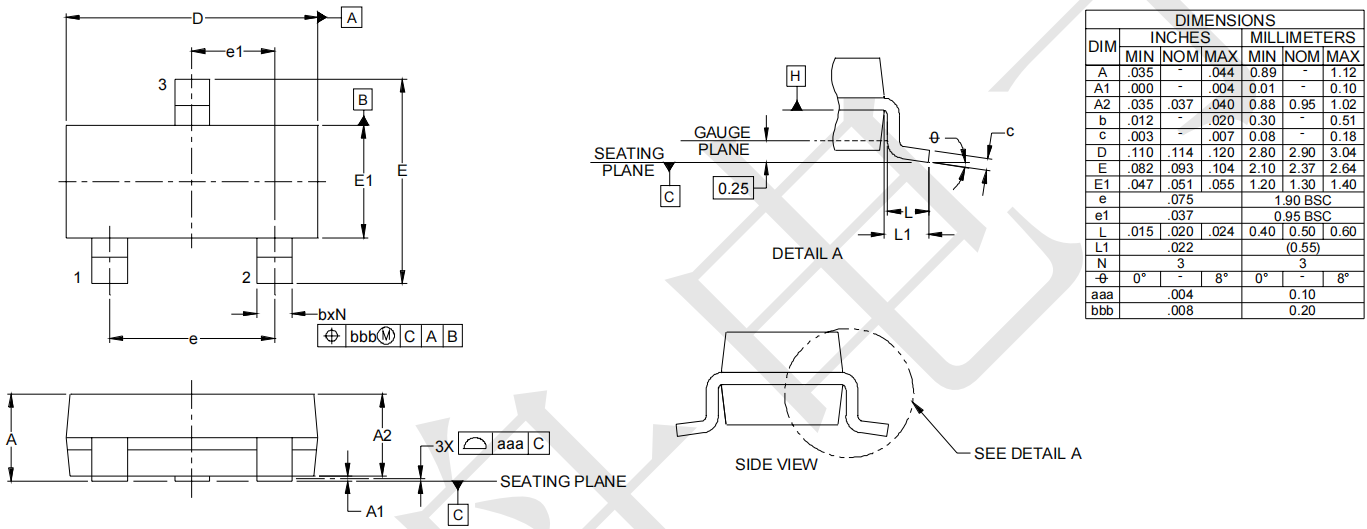 D
A
e1
3
B
E1
E
1
2
bxN
e
bbb Ⓜ C A B
A
A2
3X aaa C
SEATING PLANE
A1
C
H
GAUGE
PLANE
SEATING
PLANE
C
0.25
θ
c
L
L1
DETAIL A
SIDE VIEW
SEE DETAIL A
DIMENSIONS
DIM INCHES MILLIMETERS
MIN NOM MAX MIN NOM MAX
A .035 - .044 0.89 - 1.12
A1 .000 - .004 0.01 - 0.10
A2 .035 .037 .040 0.88 0.95 1.02
b .012 - .020 0.30 - 0.51
c .003 - .007 0.08 - 0.18
D .110 .114 .120 2.80 2.90 3.04
E .082 .093 .104 2.10 2.37 2.64
E1 .047 .051 .055 1.20 1.30 1.40
e .075 1.90 BSC
e1 .037 0.95 BSC
L .015 .020 .024 0.40 0.50 0.60
L1 .022 (0.55)
N 3 3
θ 0° - 8° 0° - 8°
aaa .004 0.10
bbb .008 0.20